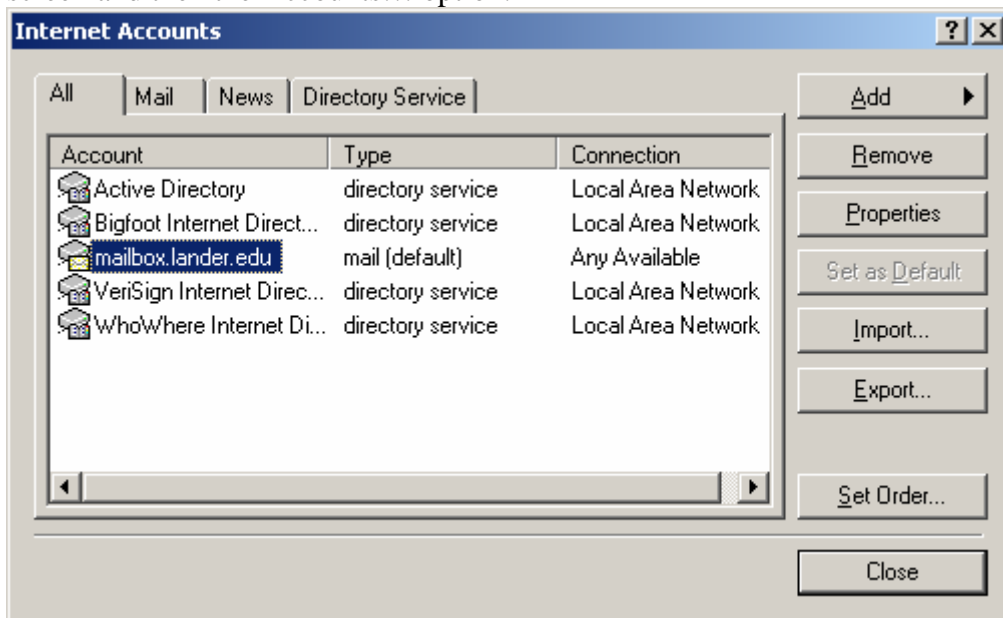 Internet Accounts
All Mail News Directory Service
Add
Remove
Properties
Set as Default
Import...
Export...
Set Order...
Close
Account Type Connection
Active Directory directory service Local Area Network
Bigfoot Internet Direct... directory service Local Area Network
mailbox.lander.edu mail (default) Any Available
VeriSign Internet Direc... directory service Local Area Network
WhoWhere Internet Di... directory service Local Area Network